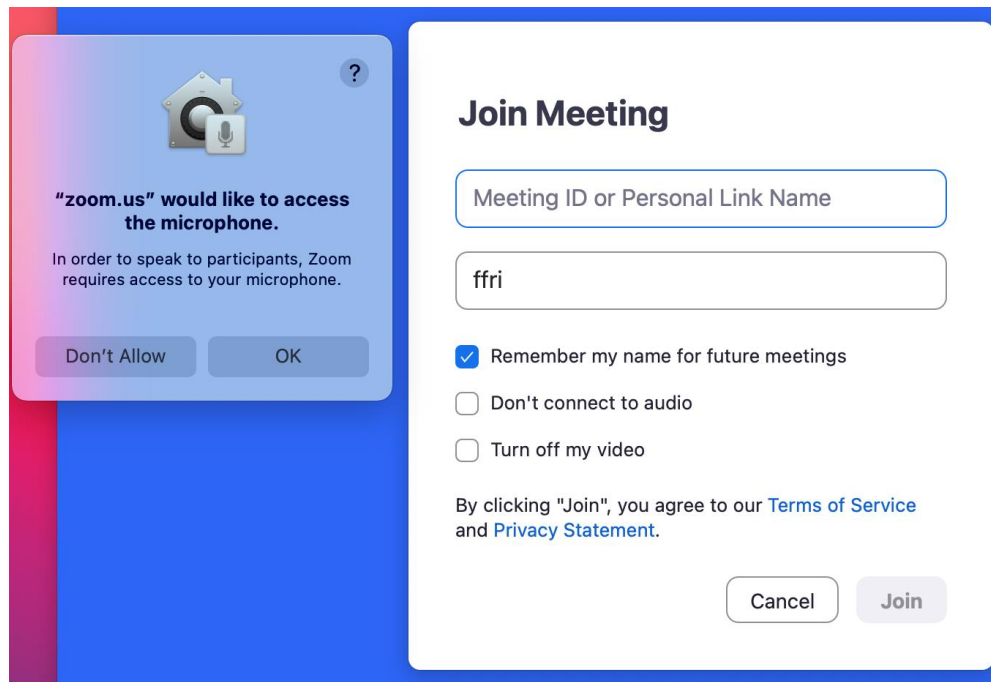 ?
“zoom.us” would like to access
the microphone.
In order to speak to participants, Zoom
requires access to your microphone.
Don’t Allow
OK
Join Meeting
Meeting ID or Personal Link Name
ffri
Remember my name for future meetings
Don't connect to audio
Turn off my video
By clicking "Join", you agree to our Terms of Service
and Privacy Statement.
Cancel
Join